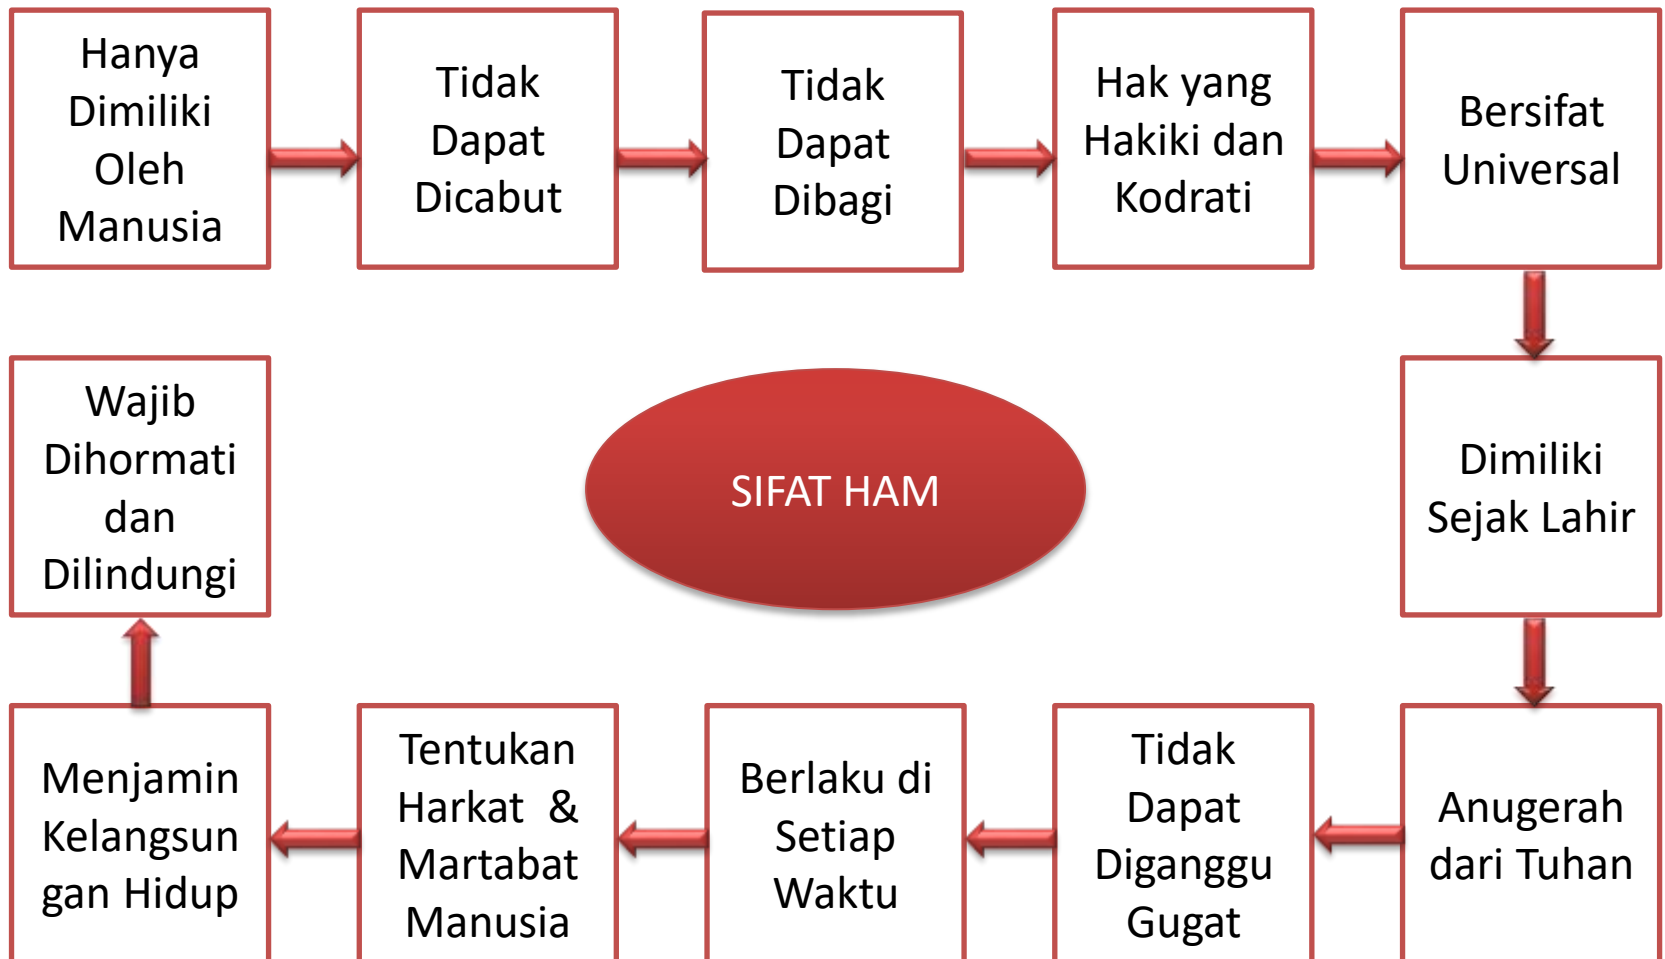 Hanya
Dimiliki
Oleh
Manusia
Tidak
Dapat
Dicabut
Tidak
Dapat
Dibagi
Hak yang
Hakiki dan
Kodrati
Bersifat
Universal
Dimiliki
Sejak Lahir
Anugerah
dari Tuhan
Tidak
Dapat
Diganggu
Gugat
Berlaku di
Setiap
Waktu
Tentukan
Harkat &
Martabat
Manusia
Menjamin
Kelangsun
gan Hidup
Wajib
Dihormati
dan
Dilindungi
SIFAT HAM